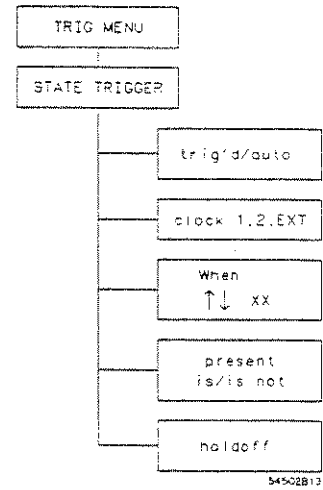 TRIG MENU
STATE TRIGGER
trig'd/auto
clock 1,2,EXT
When
↑↓ XX
present
is/is not
holdoff
54502B13